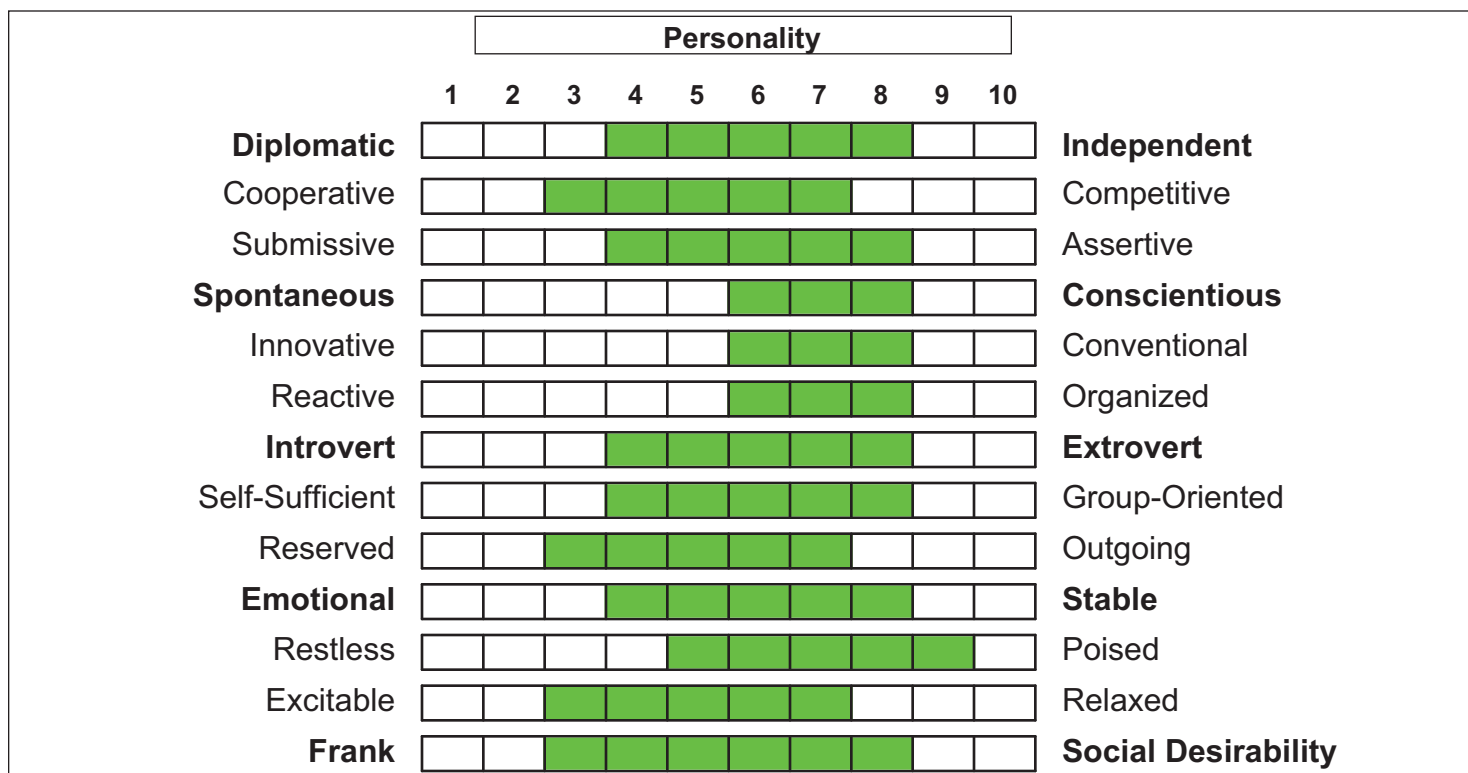 Personality
1 2 3 4 5 6 7 8 9 10
Diplomatic Independent
Cooperative Competitive
Submissive Assertive
Spontaneous Conscientious
Innovative Conventional
Reactive Organized
Introvert Extrovert
Self-Sufficient Group-Oriented
Reserved Outgoing
Emotional Stable
Restless Poised
Excitable Relaxed
Frank Social Desirability